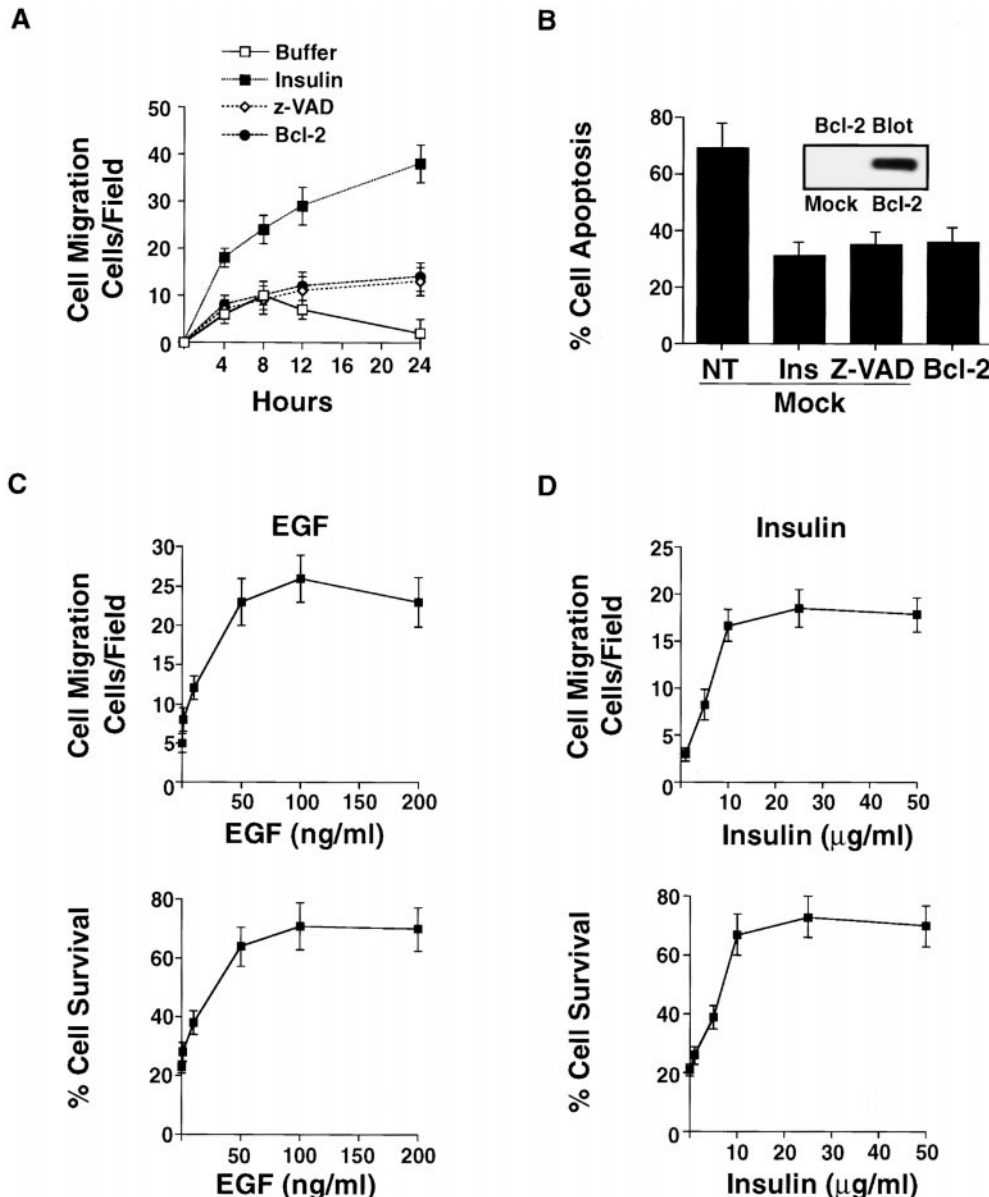 A
Buffer
Insulin
z-VAD
Bcl-2
Cell Migration
Cells/Field
50
40
30
20
10
0
4 8 12 16 20 24
Hours
B
% Cell Apoptosis
80
60
40
20
0
Bcl-2 Blot
Mock Bcl-2
NT Ins Z-VAD Bcl-2
Mock
C
EGF
Cell Migration
Cells/Field
30
25
20
15
10
5
0
50 100 150 200
EGF (ng/ml)
% Cell Survival
80
60
40
20
0
50 100 150 200
EGF (ng/ml)
D
Insulin
Cell Migration
Cells/Field
25
20
15
10
5
0
10 20 30 40 50
Insulin (μg/ml)
% Cell Survival
80
60
40
20
0
10 20 30 40 50
Insulin (μg/ml)